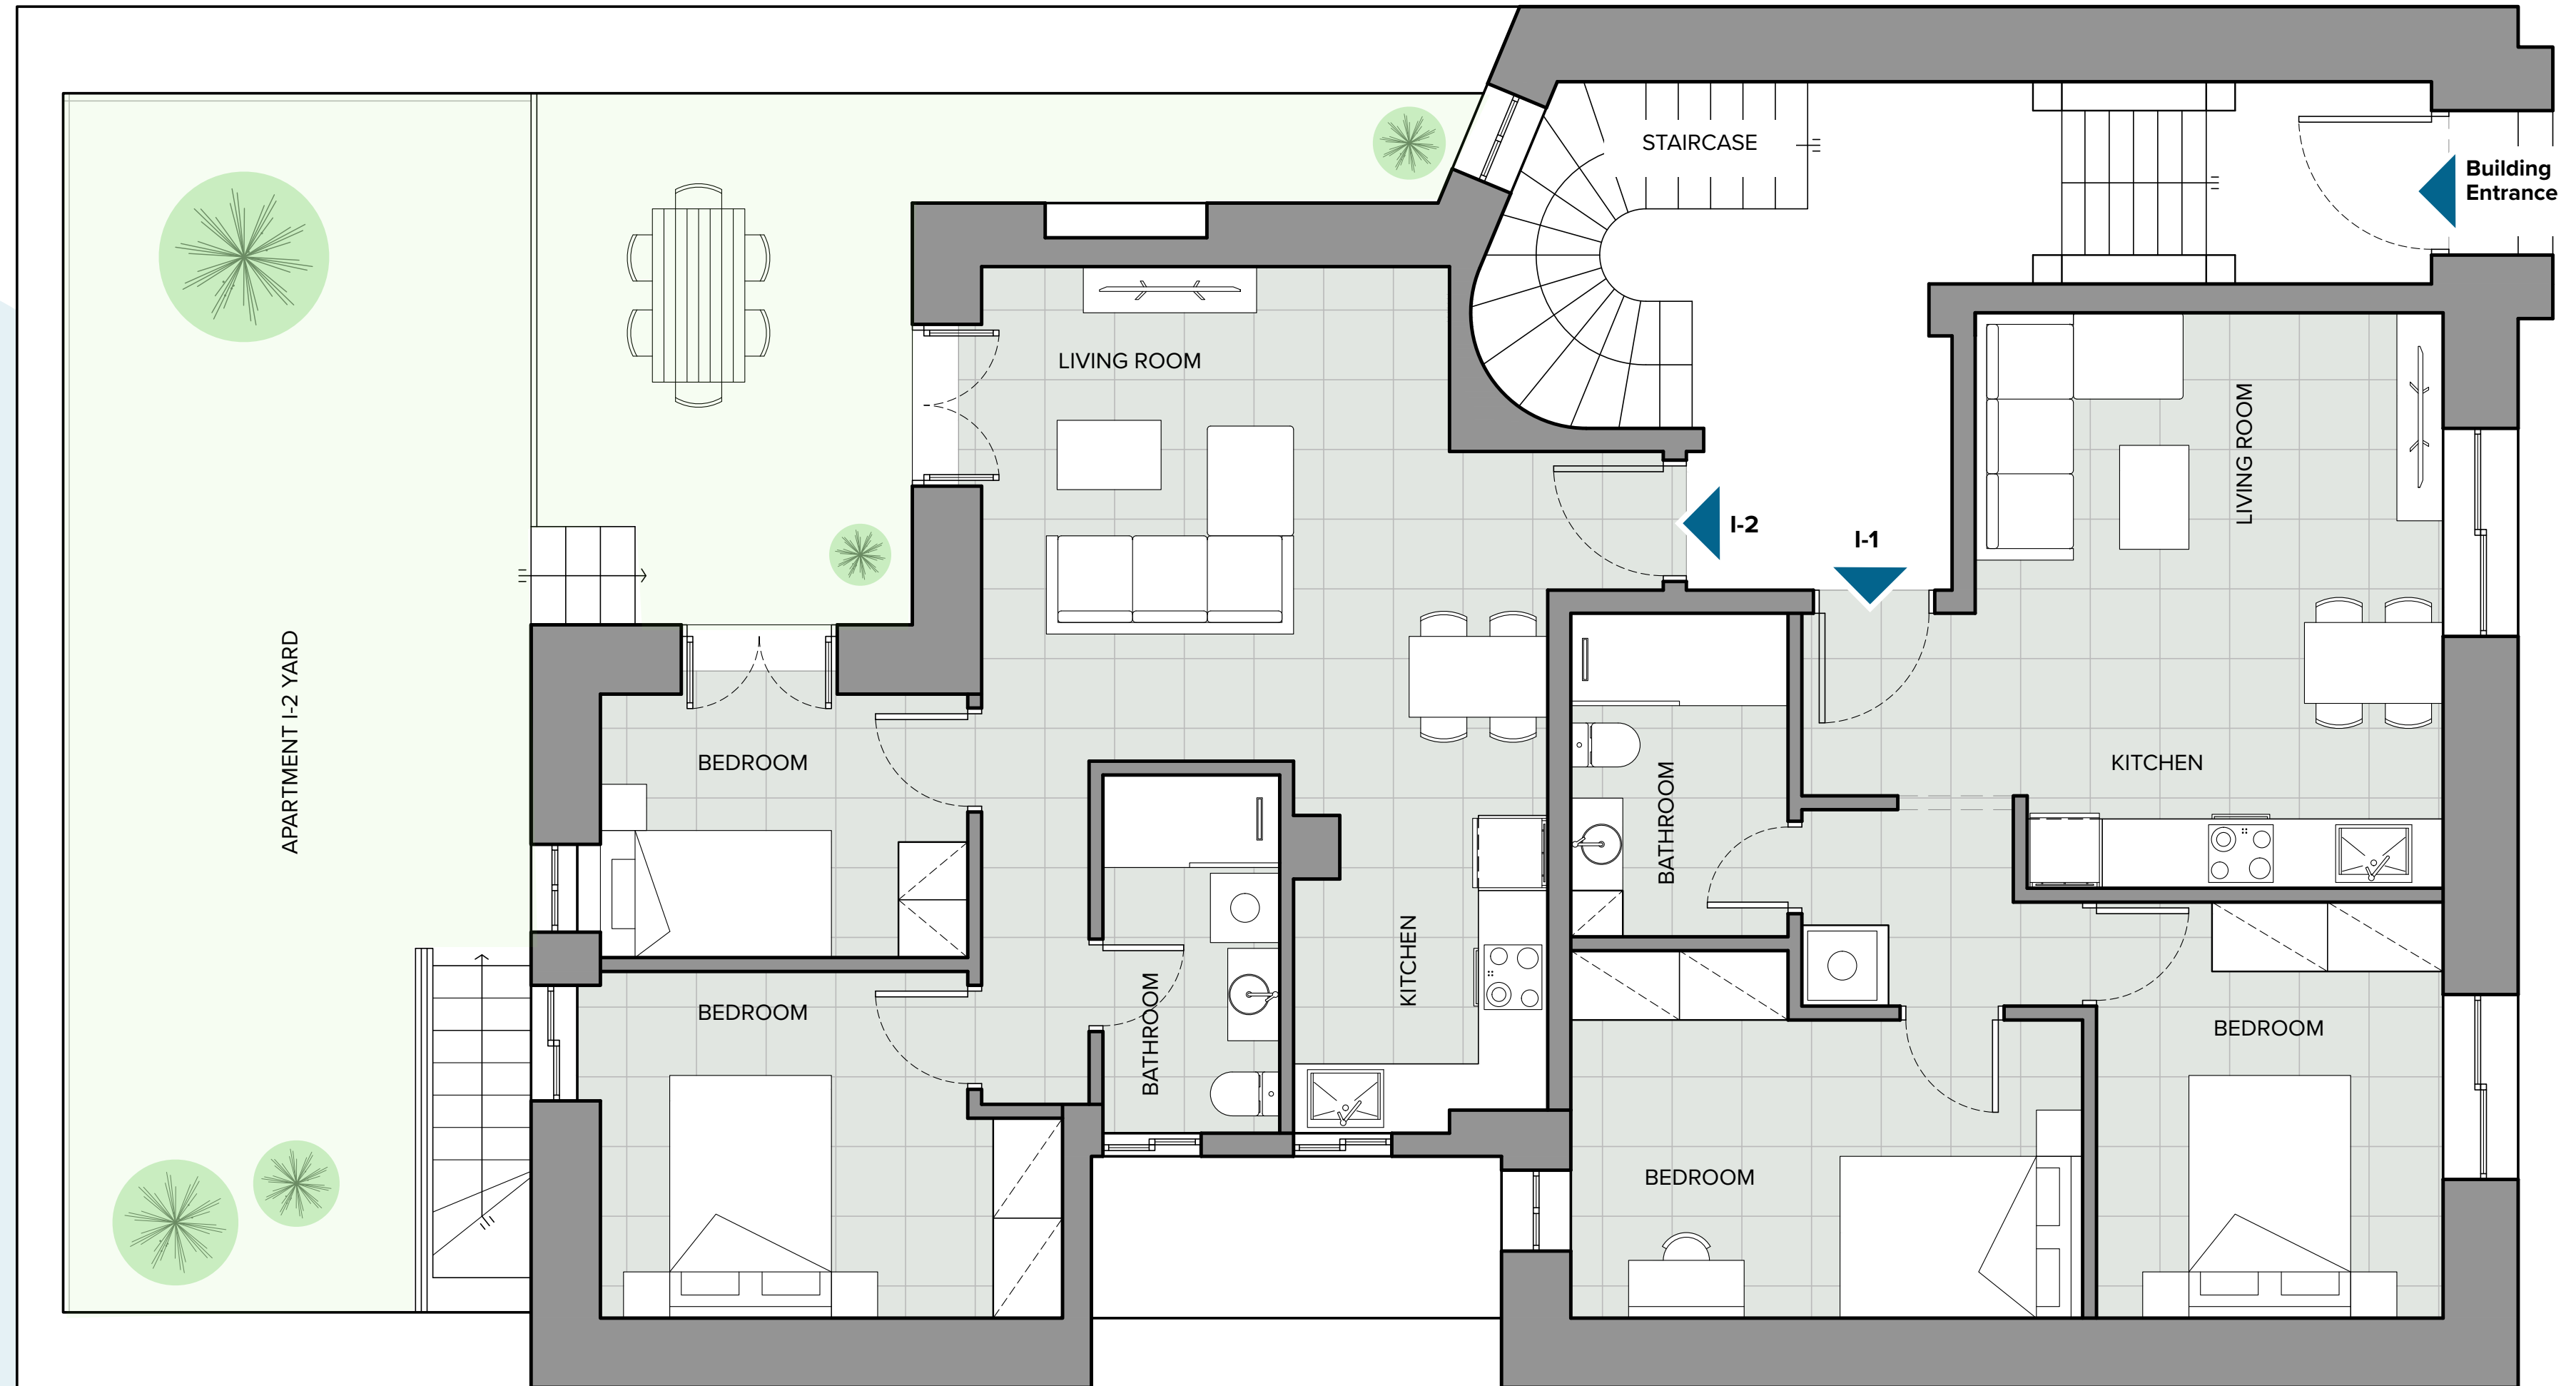 STAIRCASE
Building
Entrance
LIVING ROOM
LIVING ROOM
I-2
I-1
APARTMENT I-2 YARD
BEDROOM
BATHROOM
KITCHEN
KITCHEN
BEDROOM
BATHROOM
BEDROOM
BEDROOM